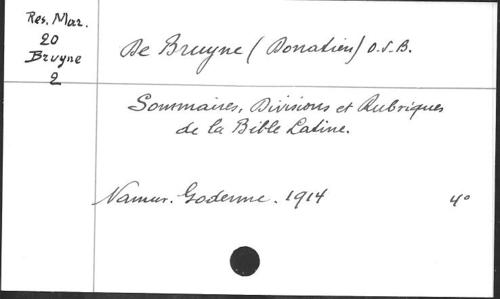 Res. Mar.
20
Bruyne
2
De Bruyne (Donatien) O.S.B.
Sommaires, Divisions et Rubriques
de la Bible Latine.
Namur. Godenne. 1914
4°